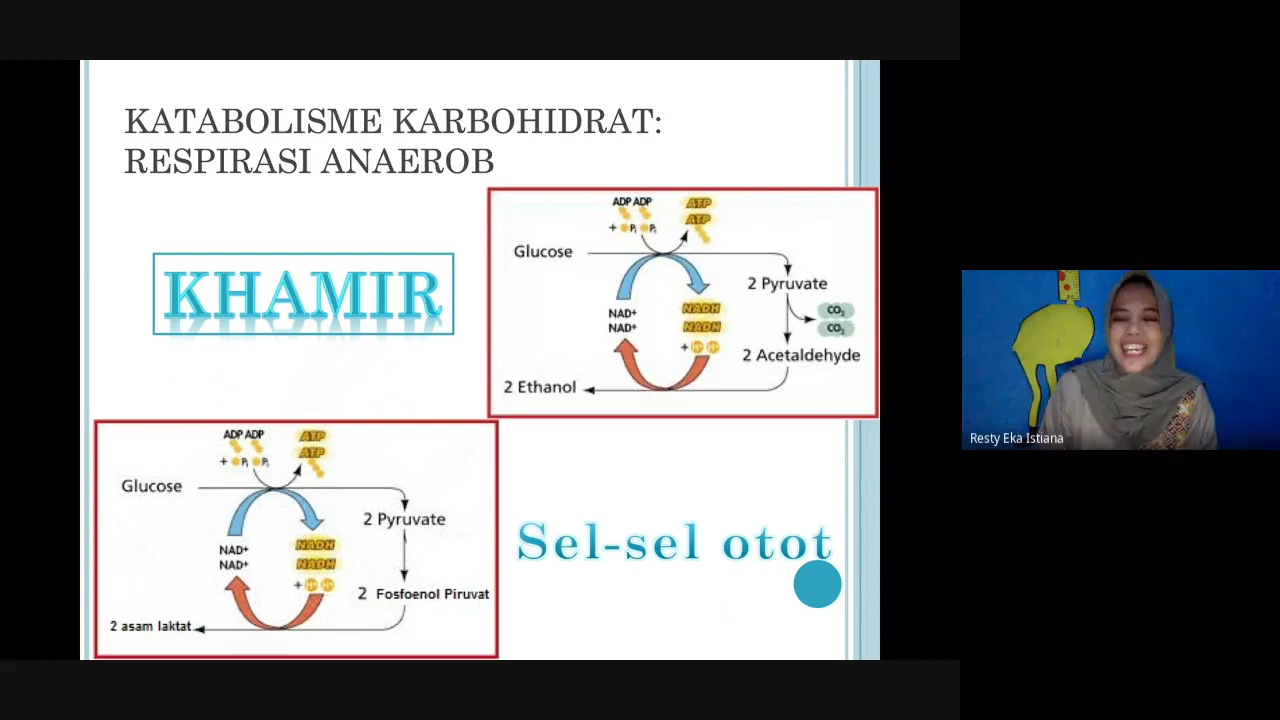 KATABOLISME KARBOHIDRAT:
RESPIRASI ANAEROB
KHAMIR
ADP ADP
ATP
ATP
+ Pi Pi
Glucose
2 Pyruvate
NAD+
NAD+
NADH
NADH
+ H+ H+
CO2
CO2
2 Acetaldehyde
2 Ethanol
ADP ADP
ATP
ATP
+ Pi Pi
Glucose
2 Pyruvate
NAD+
NAD+
NADH
NADH
+ H+ H+
2 Fosfoenol Piruvat
2 asam laktat
Sel-sel otot
Resty Eka Istiana